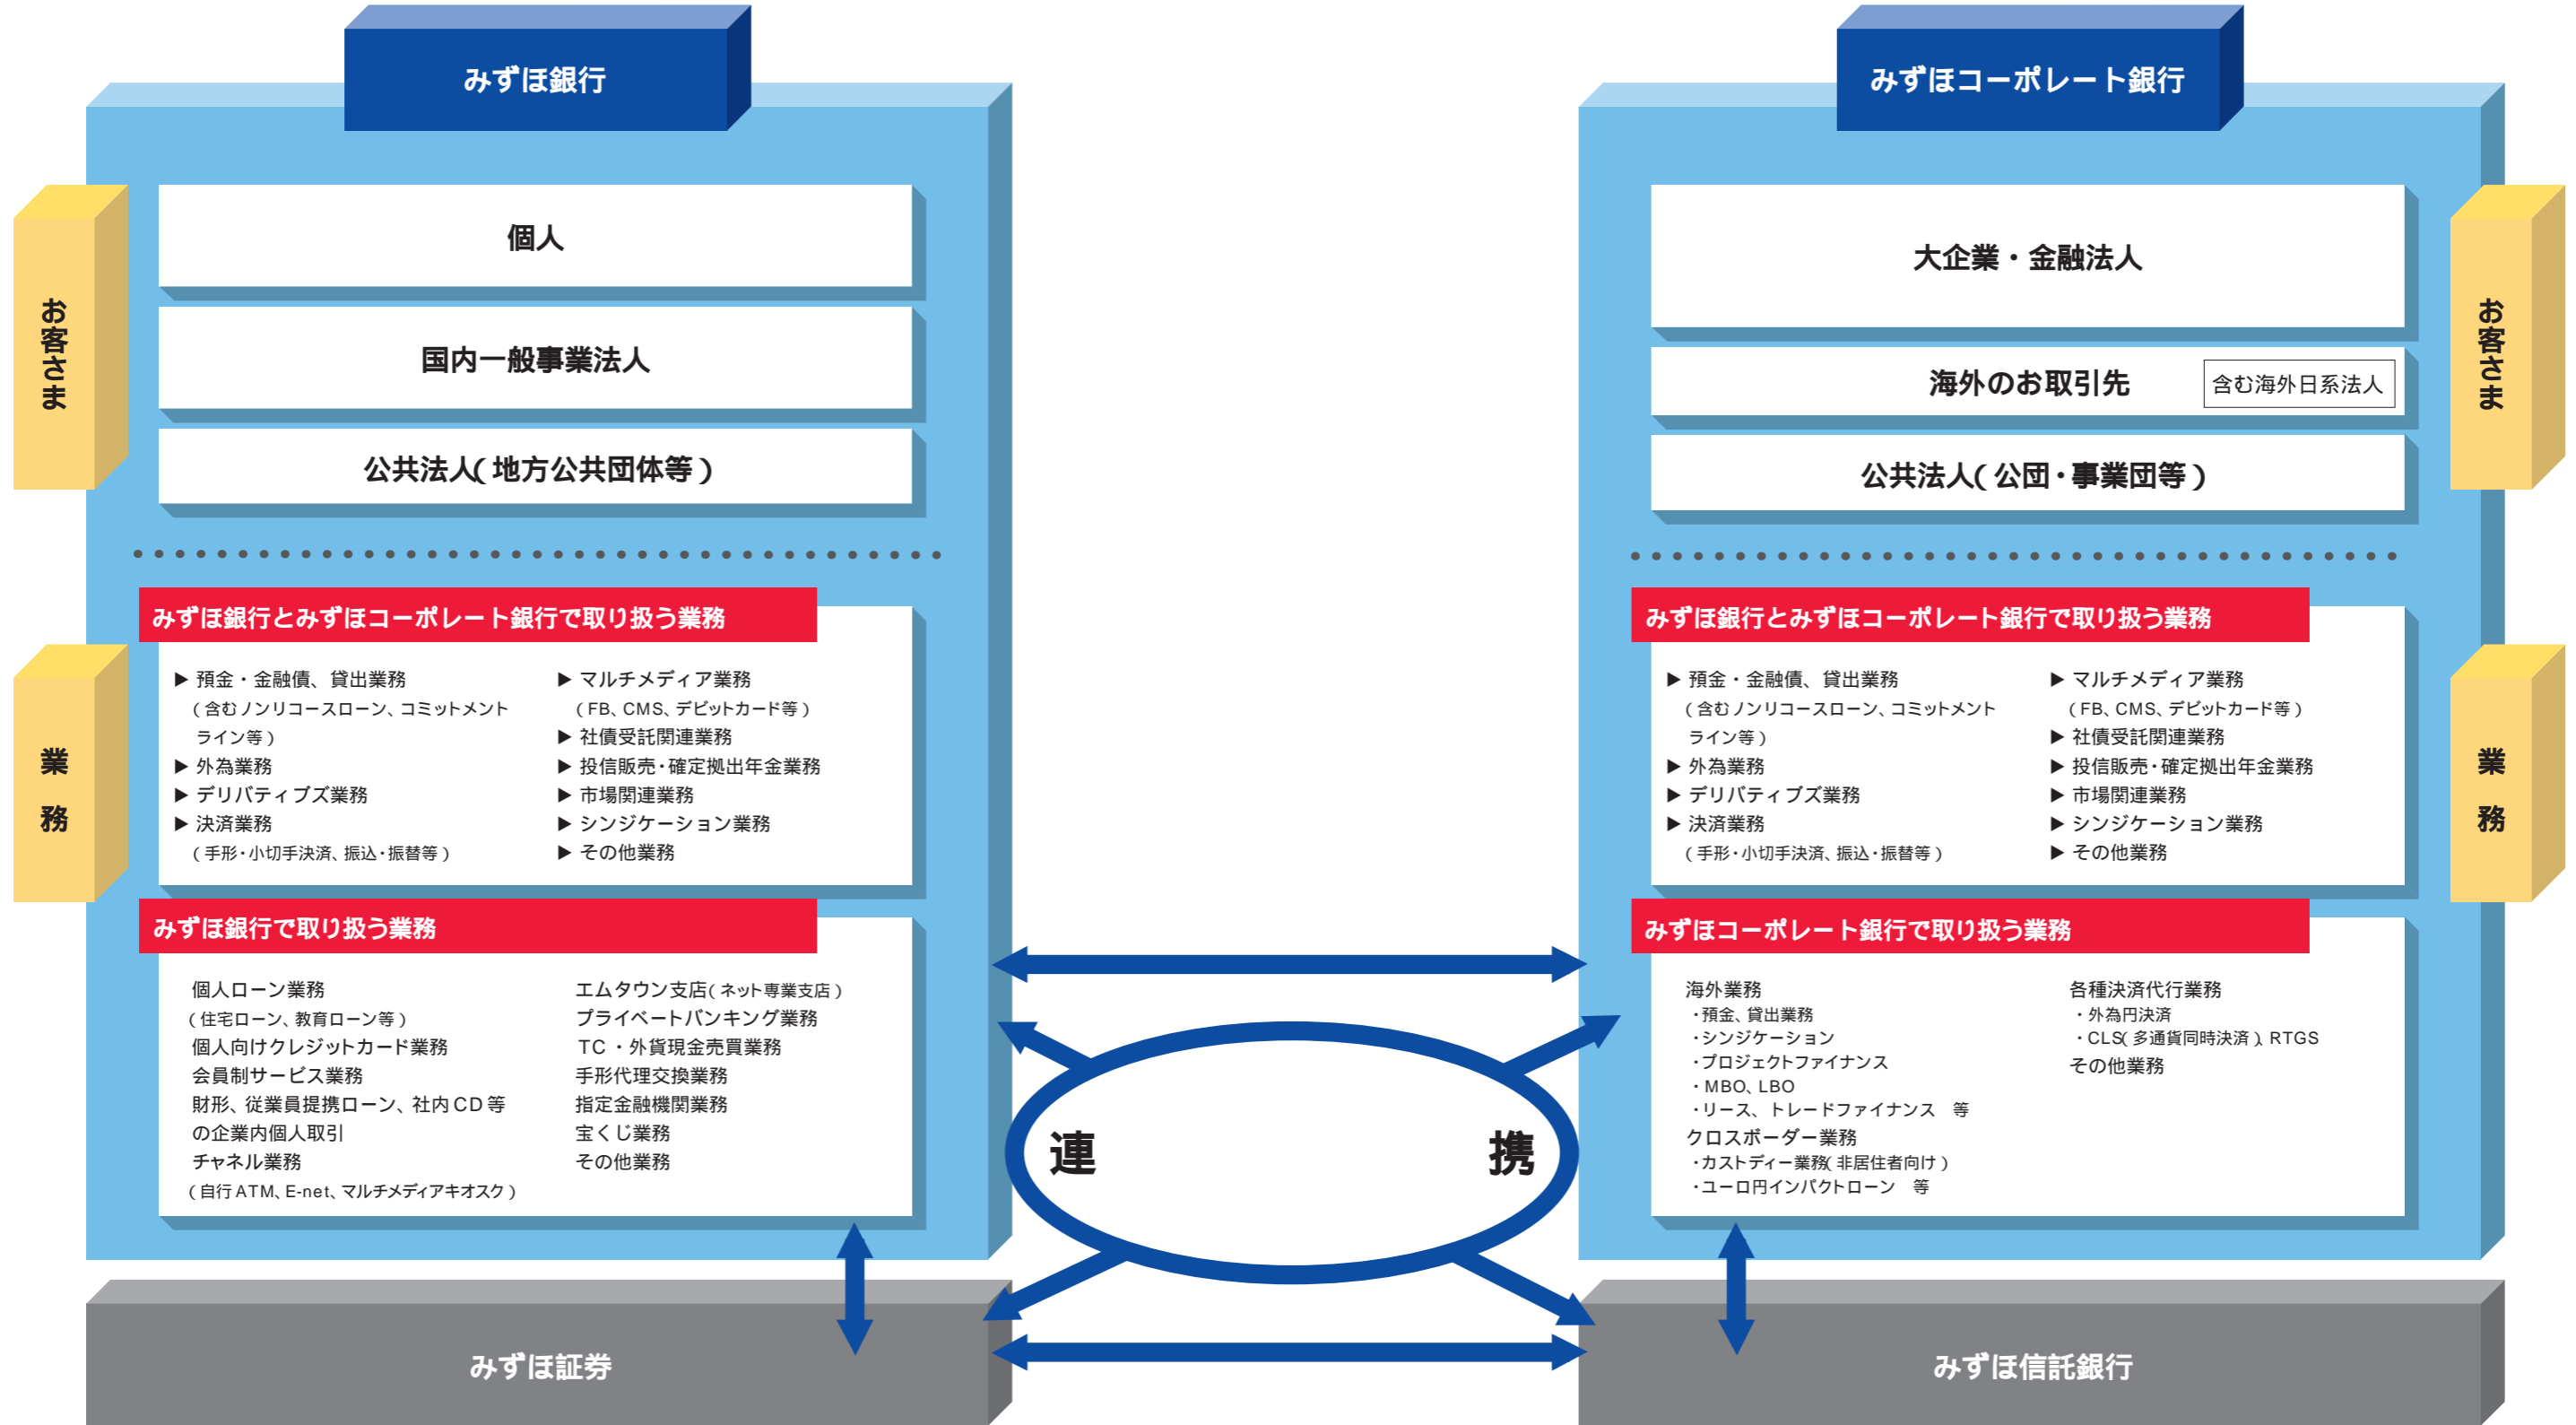 みずほ銀行
お客さま
個人
国内一般事業法人
公共法人(地方公共団体等)
業務
みずほ銀行とみずほコーポレート銀行で取り扱う業務
▶ 預金・金融債、貸出業務
(含むノンリコースローン、コミットメント
ライン等)
▶ 外為業務
▶ デリバティブズ業務
▶ 決済業務
(手形・小切手決済、振込・振替等)
▶ マルチメディア業務
(FB、CMS、デビットカード等)
▶ 社債受託関連業務
▶ 投信販売・確定拠出年金業務
▶ 市場関連業務
▶ シンジケーション業務
▶ その他業務
みずほ銀行で取り扱う業務
個人ローン業務
(住宅ローン、教育ローン等)
個人向けクレジットカード業務
会員制サービス業務
財形、従業員提携ローン、社内CD等
の企業内個人取引
チャネル業務
(自行ATM、E-net、マルチメディアキオスク)
エムタウン支店(ネット専業支店)
プライベートバンキング業務
TC・外貨現金売買業務
手形代理交換業務
指定金融機関業務
宝くじ業務
その他業務
みずほ証券
連携
みずほコーポレート銀行
お客さま
大企業・金融法人
海外のお取引先 含む海外日系法人
公共法人(公団・事業団等)
業務
みずほ銀行とみずほコーポレート銀行で取り扱う業務
▶ 預金・金融債、貸出業務
(含むノンリコースローン、コミットメント
ライン等)
▶ 外為業務
▶ デリバティブズ業務
▶ 決済業務
(手形・小切手決済、振込・振替等)
▶ マルチメディア業務
(FB、CMS、デビットカード等)
▶ 社債受託関連業務
▶ 投信販売・確定拠出年金業務
▶ 市場関連業務
▶ シンジケーション業務
▶ その他業務
みずほコーポレート銀行で取り扱う業務
海外業務
・預金、貸出業務
・シンジケーション
・プロジェクトファイナンス
・MBO、LBO
・リース、トレードファイナンス 等
クロスボーダー業務
・カストディー業務(非居住者向け)
・ユーロ円インパクトローン 等
各種決済代行業務
・外為円決済
・CLS(多通貨同時決済)、RTGS
その他業務
みずほ信託銀行